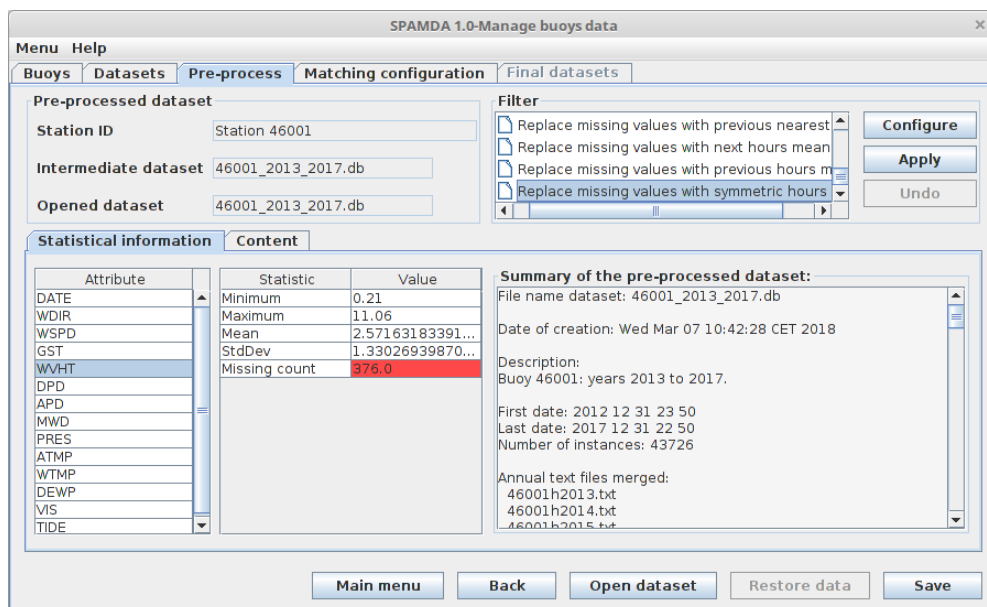 SPAMDA 1.0-Manage buoys data ×
Menu Help
Buoys Datasets Pre-process Matching configuration Final datasets
Pre-processed dataset
Station ID Station 46001
Intermediate dataset 46001_2013_2017.db
Opened dataset 46001_2013_2017.db
Filter
Replace missing values with previous nearest
Replace missing values with next hours mean
Replace missing values with previous hours m
Replace missing values with symmetric hours
Configure
Apply
Undo
Statistical information Content
Attribute
DATE
WDIR
WSPD
GST
WVHT
DPD
APD
MWD
PRES
ATMP
WTMP
DEWP
VIS
TIDE
Statistic Value
Minimum 0.21
Maximum 11.06
Mean 2.57163183391...
StdDev 1.33026939870...
Missing count 376.0
Summary of the pre-processed dataset:
File name dataset: 46001_2013_2017.db
Date of creation: Wed Mar 07 10:42:28 CET 2018
Description:
Buoy 46001: years 2013 to 2017.
First date: 2012 12 31 23 50
Last date: 2017 12 31 22 50
Number of instances: 43726
Annual text files merged:
46001h2013.txt
46001h2014.txt
46001h2015.txt
Main menu Back Open dataset Restore data Save